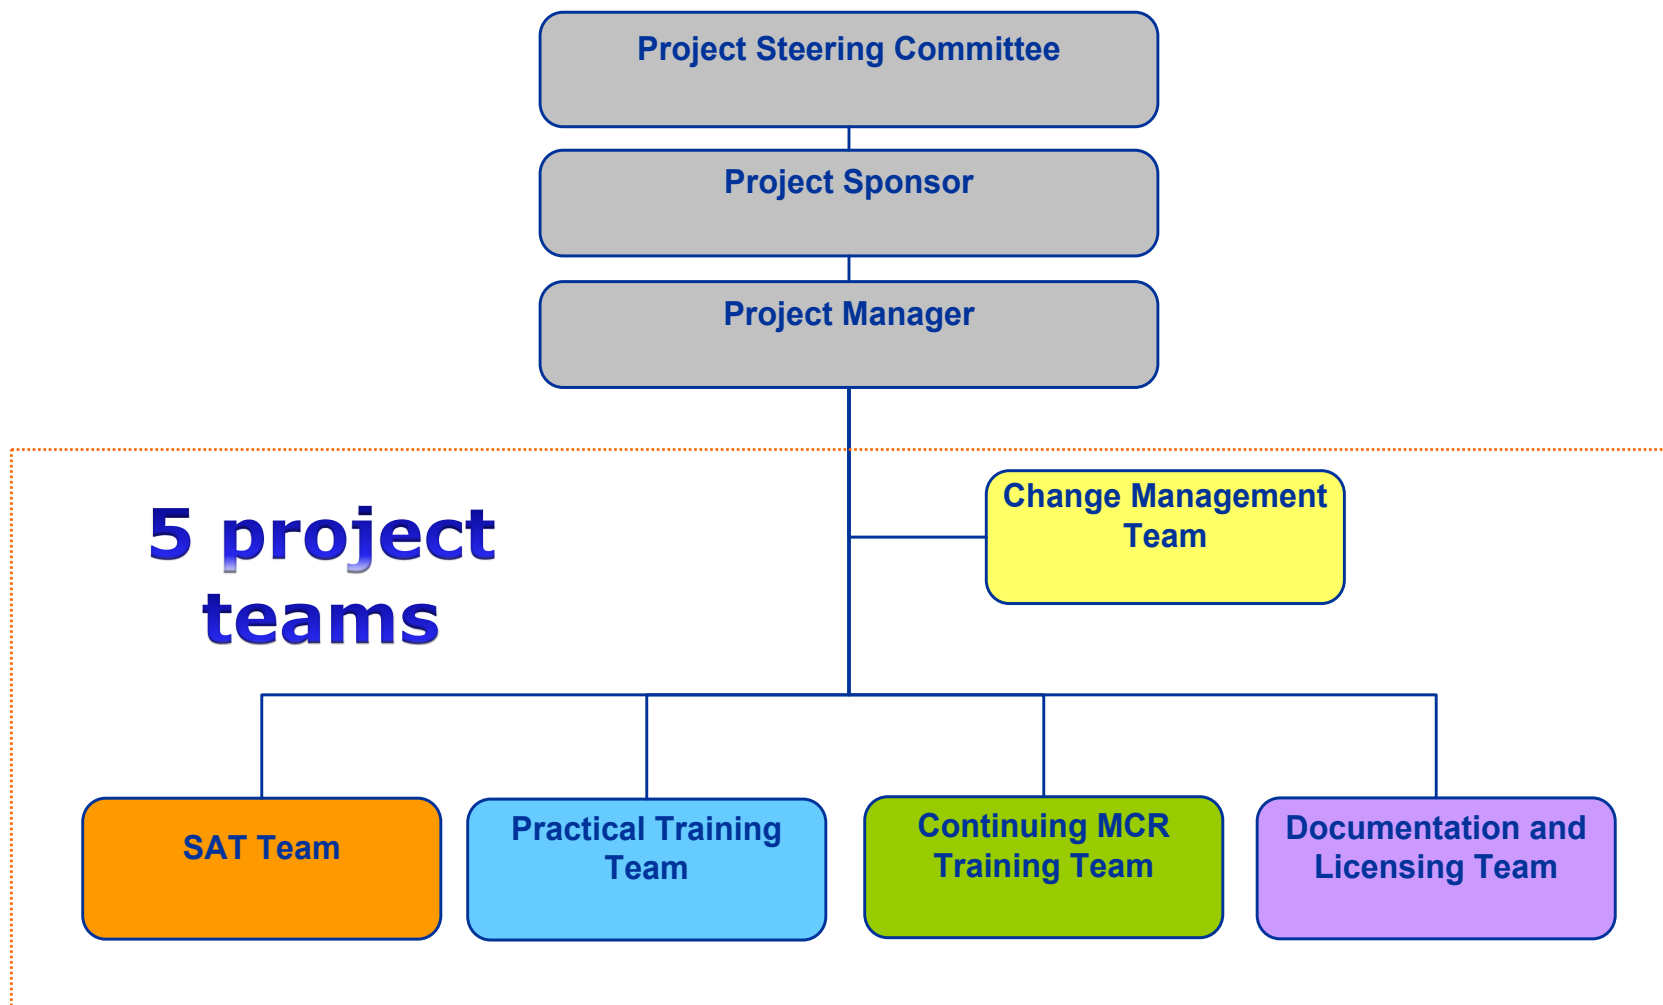 Project Steering Committee
Project Sponsor
Project Manager
Change Management
Team
5 project
teams
SAT Team
Practical Training
Team
Continuing MCR
Training Team
Documentation and
Licensing Team